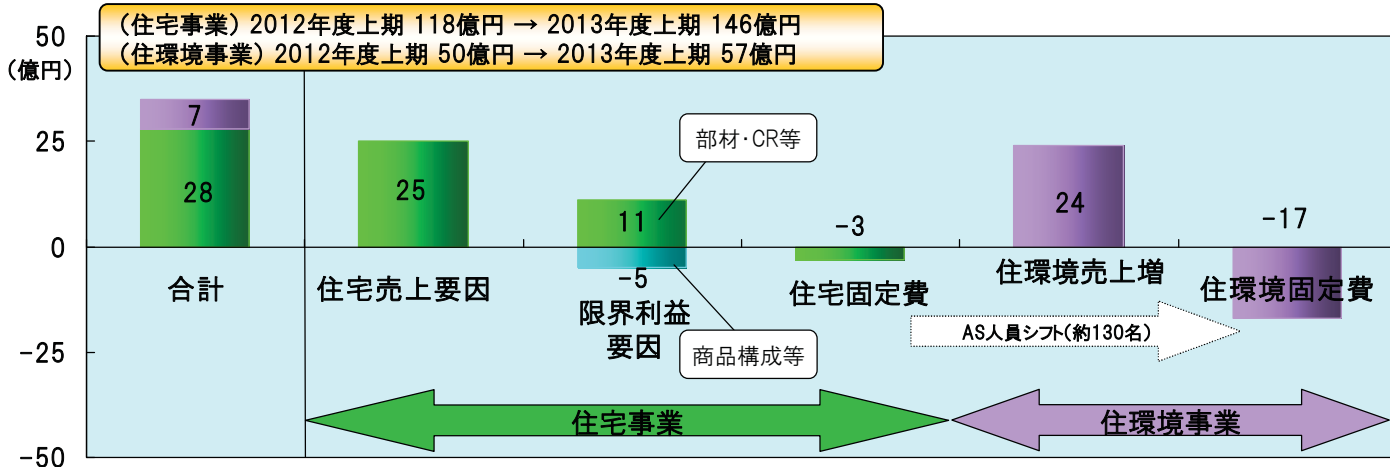 (住宅事業) 2012年度上期 118億円 → 2013年度上期 146億円
(住環境事業) 2012年度上期 50億円 → 2013年度上期 57億円
50
(億円)
25
0
-25
-50
7
28
合計
25
住宅売上要因
部材・CR等
11
-5
限界利益
要因
商品構成等
-3
住宅固定費
24
住環境売上増
-17
住環境固定費
AS人員シフト(約130名)
住宅事業
住環境事業